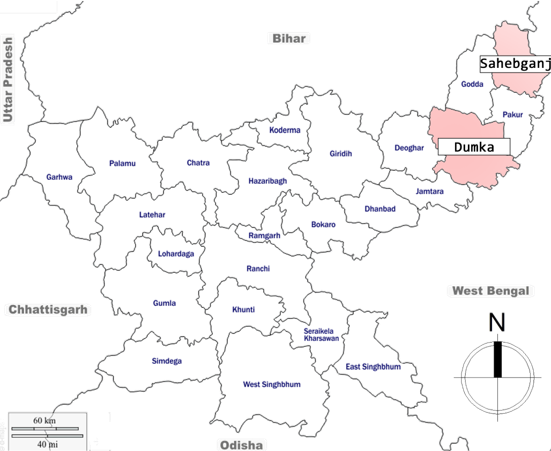 Bihar
Uttar Pradesh
Sahebganj
Godda
Pakur
Koderma
Giridih
Deoghar
Dumka
Garhwa
Palamu
Chatra
Hazaribagh
Jamtara
Latehar
Dhanbad
Bokaro
Ramgarh
Lohardaga
Ranchi
West Bengal
Chhattisgarh
Gumla
Khunti
N
Seraikela
Kharsawan
Simdega
East Singhbhum
West Singhbhum
60 km
40 mi
Odisha